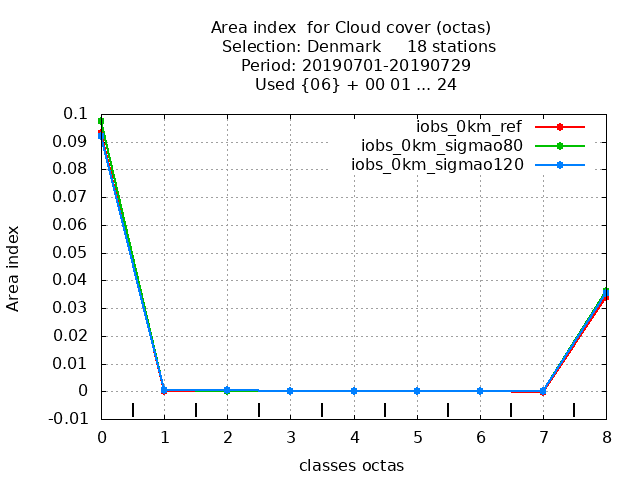 Area index  for Cloud cover (octas)
Selection: Denmark     18 stations
Period: 20190701-20190729
Used {06} + 00 01 ... 24
0.1
0.09
0.08
0.07
0.06
0.05
0.04
0.03
0.02
0.01
0
-0.01
Area index
iobs_0km_ref
iobs_0km_sigmao80
iobs_0km_sigmao120
0 1 2 3 4 5 6 7 8
classes octas